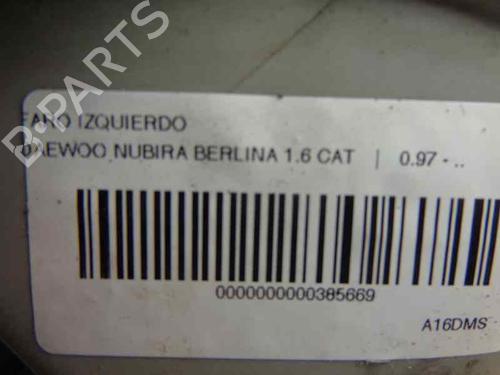 FARO IZQUIERDO
DAEWOO NUBIRA BERLINA 1.6 CAT | 0.97 - ..
0000000000385669
A16DMS
B-PARTS